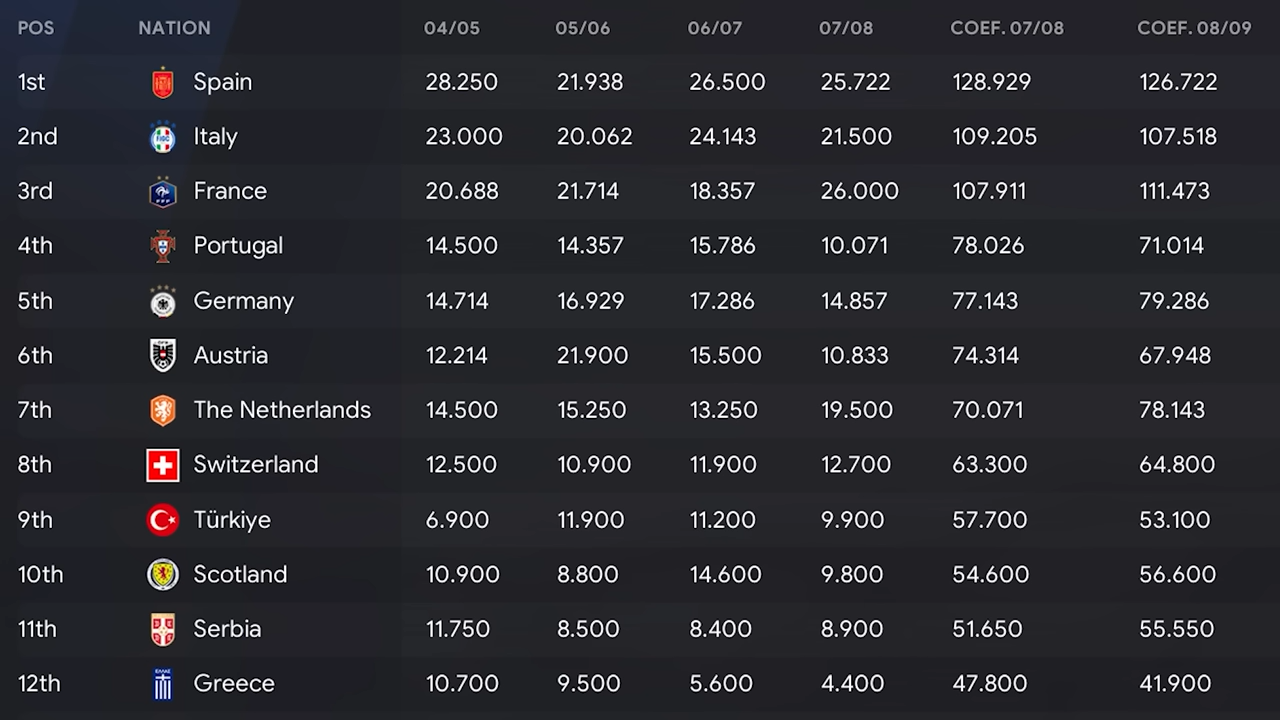 POS NATION 04/05 05/06 06/07 07/08 COEF. 07/08 COEF. 08/09
1st Spain 28.250 21.938 26.500 25.722 128.929 126.722
2nd Italy 23.000 20.062 24.143 21.500 109.205 107.518
3rd France 20.688 21.714 18.357 26.000 107.911 111.473
4th Portugal 14.500 14.357 15.786 10.071 78.026 71.014
5th Germany 14.714 16.929 17.286 14.857 77.143 79.286
6th Austria 12.214 21.900 15.500 10.833 74.314 67.948
7th The Netherlands 14.500 15.250 13.250 19.500 70.071 78.143
8th Switzerland 12.500 10.900 11.900 12.700 63.300 64.800
9th Türkiye 6.900 11.900 11.200 9.900 57.700 53.100
10th Scotland 10.900 8.800 14.600 9.800 54.600 56.600
11th Serbia 11.750 8.500 8.400 8.900 51.650 55.550
12th Greece 10.700 9.500 5.600 4.400 47.800 41.900